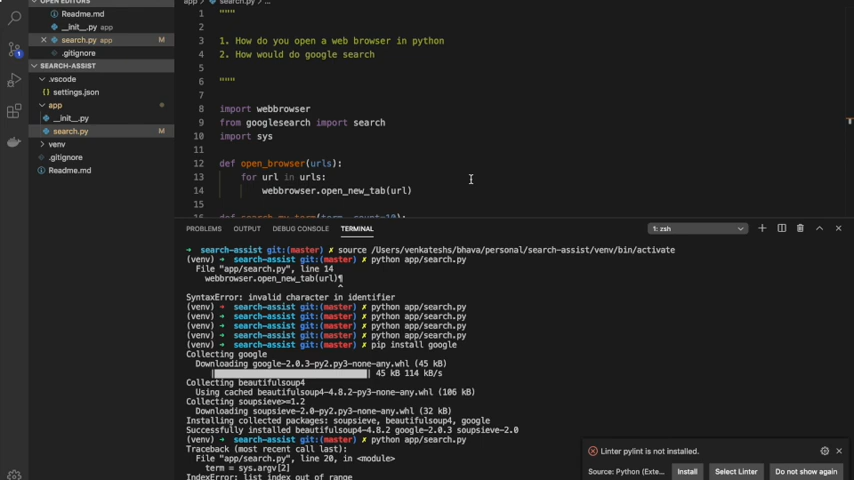 OPEN EDITORS
Readme.md
__init__.py app
search.py M
.gitignore
SEARCH-ASSIST
.vscode
settings.json
app
__init__.py
search.py M
venv
.gitignore
Readme.md
1
app > search.py > ...
1 """
2
3 1. How do you open a web browser in python
4 2. How would do google search
5
6 """
7
8 import webbrowser
9 from googlesearch import search
10 import sys
11
12 def open_browser(urls):
13 for url in urls:
14 webbrowser.open_new_tab(url)
15
16 def search_my_term(term, count=10):
PROBLEMS OUTPUT DEBUG CONSOLE TERMINAL 1: zsh
➜ search-assist git:(master) ✗ source /Users/venkateshs/bhava/personal/search-assist/venv/bin/activate
(venv) ➜ search-assist git:(master) ✗ python app/search.py
File "app/search.py", line 14
webbrowser.open_new_tab(url)¶
^
SyntaxError: invalid character in identifier
(venv) ➜ search-assist git:(master) ✗ python app/search.py
(venv) ➜ search-assist git:(master) ✗ python app/search.py
(venv) ➜ search-assist git:(master) ✗ python app/search.py
(venv) ➜ search-assist git:(master) ✗ python app/search.py
(venv) ➜ search-assist git:(master) ✗ pip install google
Collecting google
Downloading google-2.0.3-py2.py3-none-any.whl (45 kB)
| 45 kB 114 kB/s
Collecting beautifulsoup4
Using cached beautifulsoup4-4.8.2-py3-none-any.whl (106 kB)
Collecting soupsieve>=1.2
Downloading soupsieve-2.0-py2.py3-none-any.whl (32 kB)
Installing collected packages: soupsieve, beautifulsoup4, google
Successfully installed beautifulsoup4-4.8.2 google-2.0.3 soupsieve-2.0
(venv) ➜ search-assist git:(master) ✗ python app/search.py
Traceback (most recent call last):
File "app/search.py", line 20, in <module>
term = sys.argv[2]
IndexError: list index out of range
Linter pylint is not installed.
Source: Python (Exte... Install Select Linter Do not show again